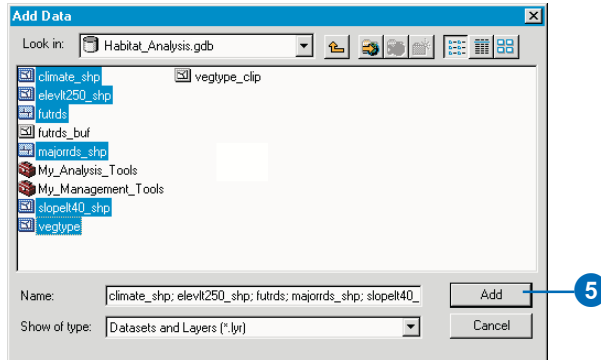 Add Data
Look in: Habitat_Analysis.gdb
climate_shp
elevlt250_shp
futrds
futrds_buf
majorrds_shp
My_Analysis_Tools
My_Management_Tools
slopelt40_shp
vegtype
vegtype_clip
Name: climate_shp; elevlt250_shp; futrds; majorrds_shp; slopelt40_
Add
5
Show of type: Datasets and Layers (*.lyr)
Cancel